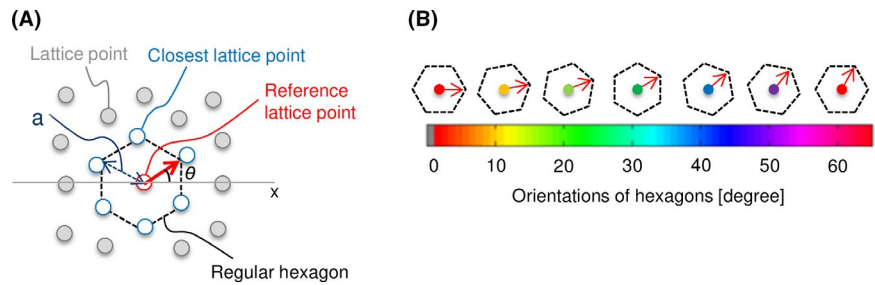 (A)
Lattice point
Closest lattice point
Reference
lattice point
a
θ
x
Regular hexagon
(B)
0 10 20 30 40 50 60
Orientations of hexagons [degree]